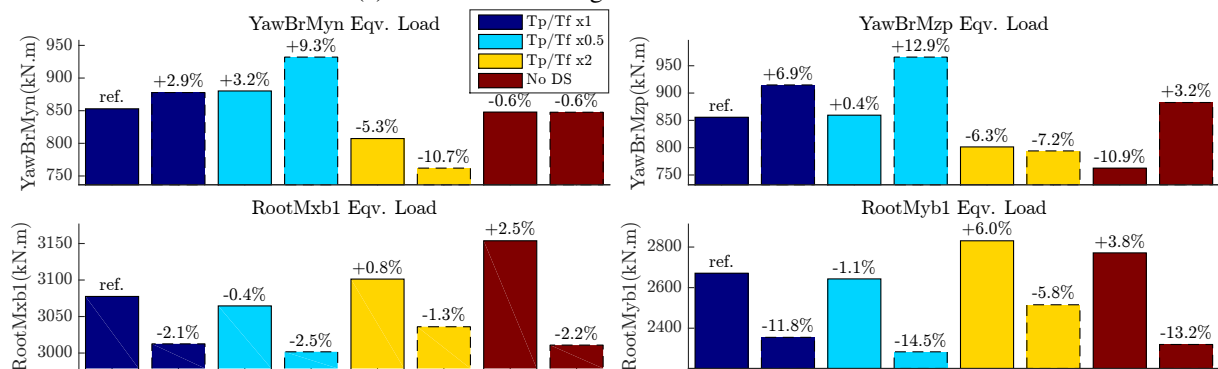 YawBrMyn Eqv. Load
YawBrMyn(kN.m)
950
900
850
800
750
ref.
+2.9%
+3.2%
+9.3%
-5.3%
-10.7%
-0.6%
-0.6%
Tp/Tf x1
Tp/Tf x0.5
Tp/Tf x2
No DS
YawBrMzp Eqv. Load
YawBrMzp(kN.m)
950
900
850
800
750
ref.
+6.9%
+0.4%
+12.9%
-6.3%
-7.2%
-10.9%
+3.2%
RootMxb1 Eqv. Load
RootMxb1(kN.m)
3150
3100
3050
3000
ref.
-2.1%
-0.4%
-2.5%
+0.8%
-1.3%
+2.5%
-2.2%
RootMyb1 Eqv. Load
RootMyb1(kN.m)
2800
2600
2400
ref.
-11.8%
-1.1%
-14.5%
+6.0%
-5.8%
+3.8%
-13.2%